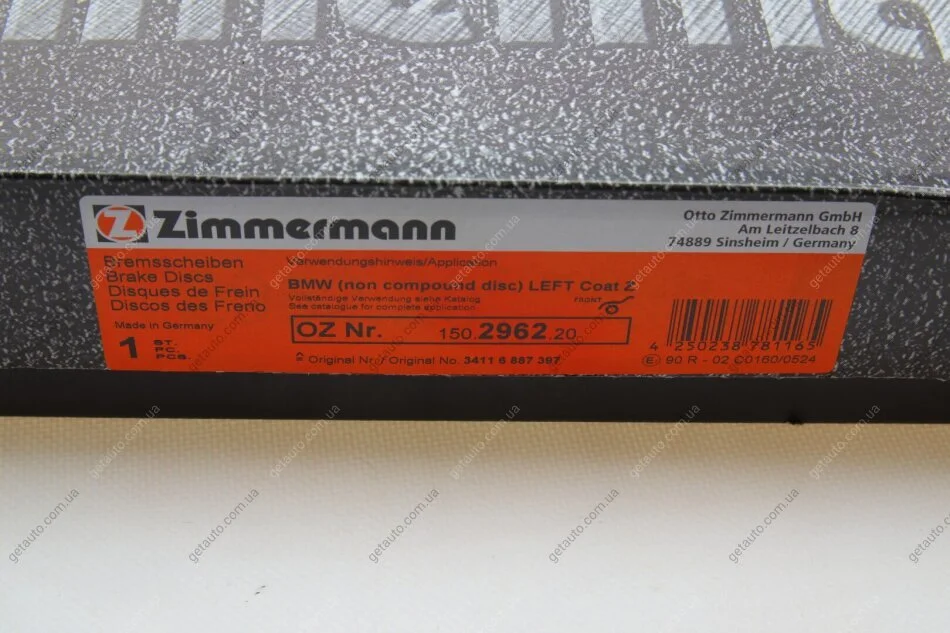 Zimmermann
Otto Zimmermann GmbH
Am Leitzelbach 8
74889 Sinsheim / Germany
Bremsscheiben
Brake Discs
Disques de Frein
Discos des Freno
Made in Germany
1 ST.
PC.
PCS.
Verwendungshinweis/Application
BMW (non compound disc) LEFT Coat Z
Vollständige Verwendung siehe Katalog
See catalogue for complete application
FRONT
OZ Nr. 150.2962.20
Original Nr./ Original No. 3411 6 887 397
4 250238 781165
90 R - 02 C0160/0524
getauto.com.ua